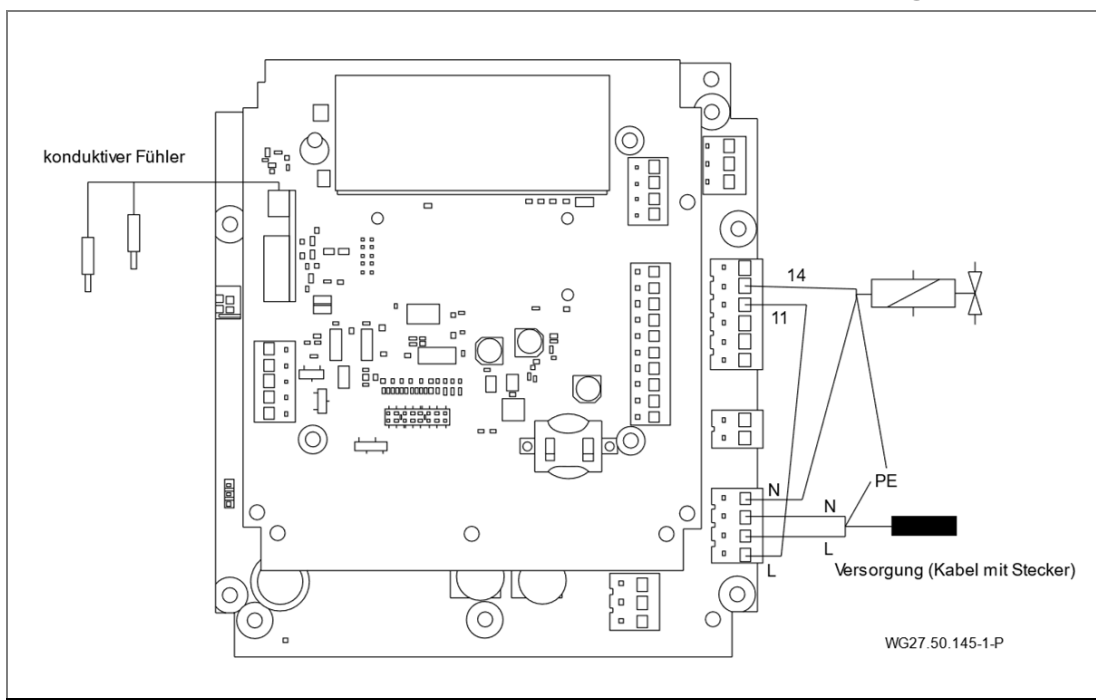 konduktiver Fühler
14
11
N
PE
N
L
L
Versorgung (Kabel mit Stecker)
WG27.50.145-1-P